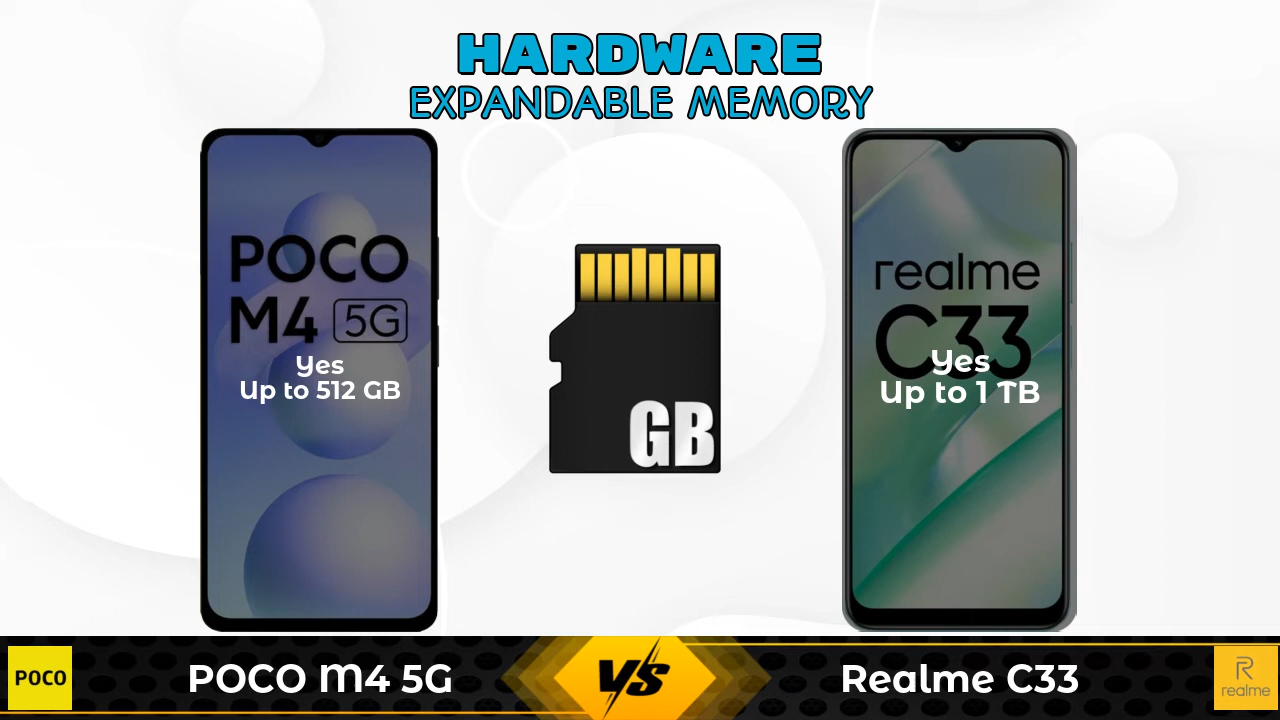 HARDWARE
EXPANDABLE MEMORY
POCO
M4 5G
Yes
Up to 512 GB
GB
realme
C33
Yes
Up to 1 TB
POCO
POCO M4 5G
VS
Realme C33
R
realme